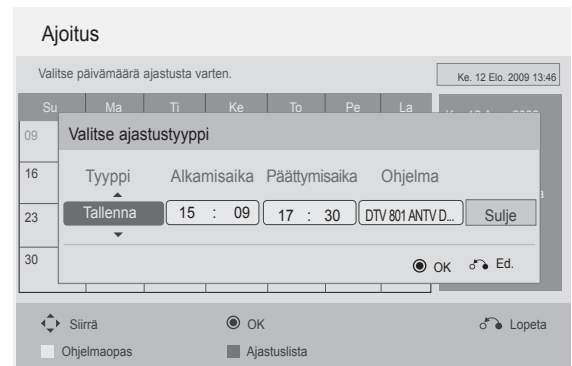 Ajoitus
Valitse päivämäärä ajastusta varten.
Ke. 12 Elo. 2009 13:46
Su Ma Ti Ke To Pe La
09
Valitse ajastustyyppi
16
Tyyppi Alkamisaika Päättymisaika Ohjelma
23
Tallenna 15 : 09 17 : 30 DTV 801 ANTV D... Sulje
30
OK Ed.
Siirrä OK Lopeta
Ohjelmaopas Ajastuslista